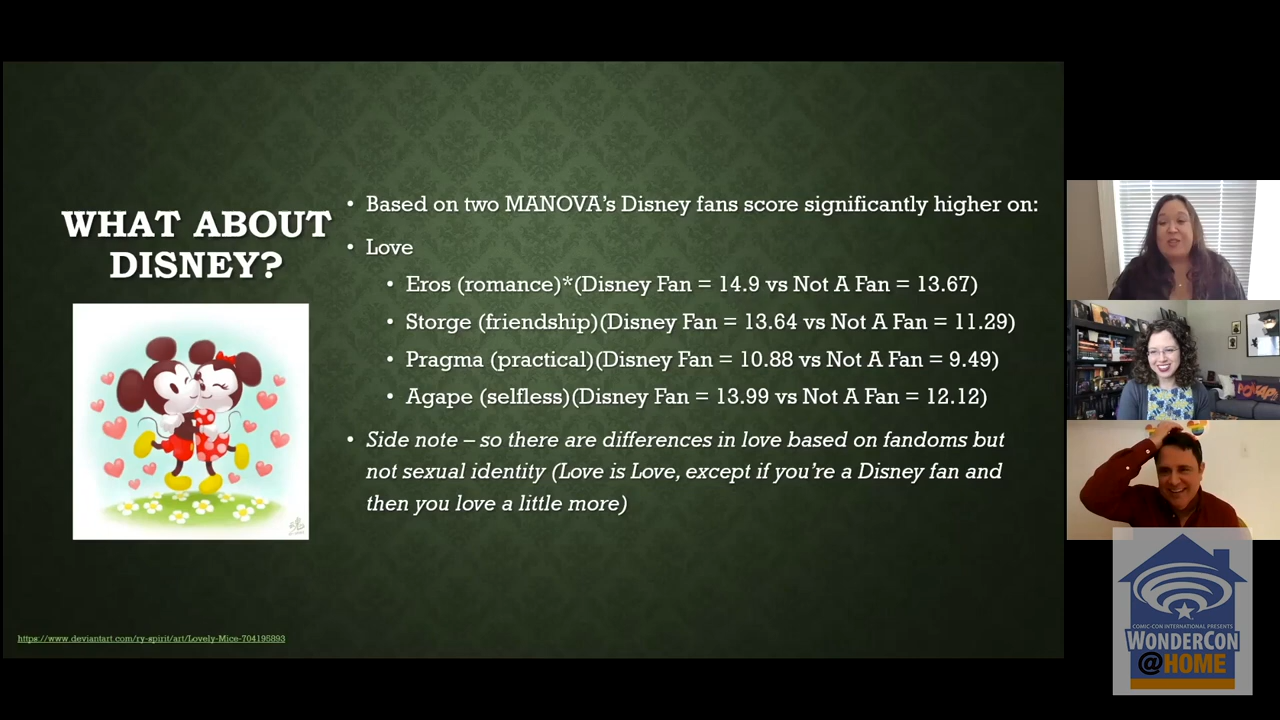 WHAT ABOUT
DISNEY?
• Based on two MANOVA's Disney fans score significantly higher on:
• Love
• Eros (romance)*(Disney Fan = 14.9 vs Not A Fan = 13.67)
• Storge (friendship)(Disney Fan = 13.64 vs Not A Fan = 11.29)
• Pragma (practical)(Disney Fan = 10.88 vs Not A Fan = 9.49)
• Agape (selfless)(Disney Fan = 13.99 vs Not A Fan = 12.12)
• Side note – so there are differences in love based on fandoms but
not sexual identity (Love is Love, except if you're a Disney fan and
then you love a little more)
https://www.deviantart.com/ry-spirit/art/Lovely-Mice-704195893
COMIC-CON INTERNATIONAL PRESENTS
WONDERCON
@HOME